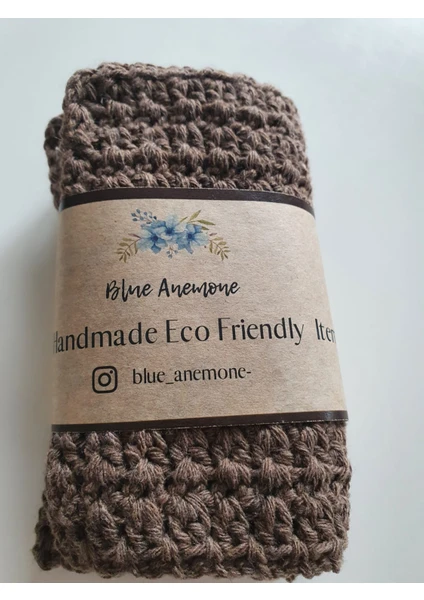 Blue Anemone
Handmade Eco Friendly Item
blue_anemone-